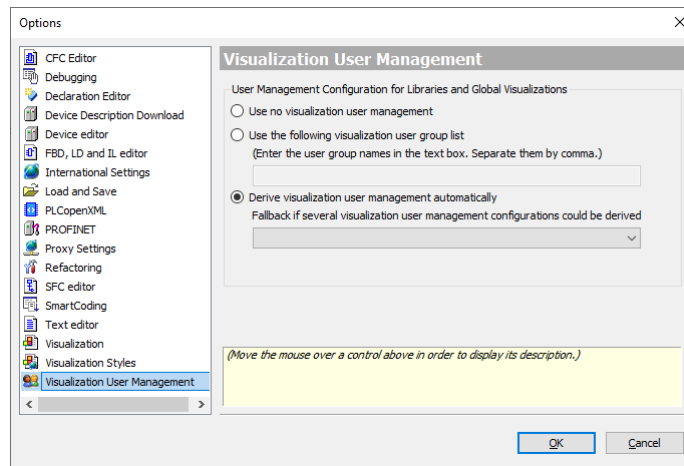 Options
CFC Editor
Debugging
Declaration Editor
Device Description Download
Device editor
FBD, LD and IL editor
International Settings
Load and Save
PLCopenXML
PROFINET
Proxy Settings
Refactoring
SFC editor
SmartCoding
Text editor
Visualization
Visualization Styles
Visualization User Management
Visualization User Management
User Management Configuration for Libraries and Global Visualizations
Use no visualization user management
Use the following visualization user group list
(Enter the user group names in the text box. Separate them by comma.)
Derive visualization user management automatically
Fallback if several visualization user management configurations could be derived
(Move the mouse over a control above in order to display its description.)
OK
Cancel